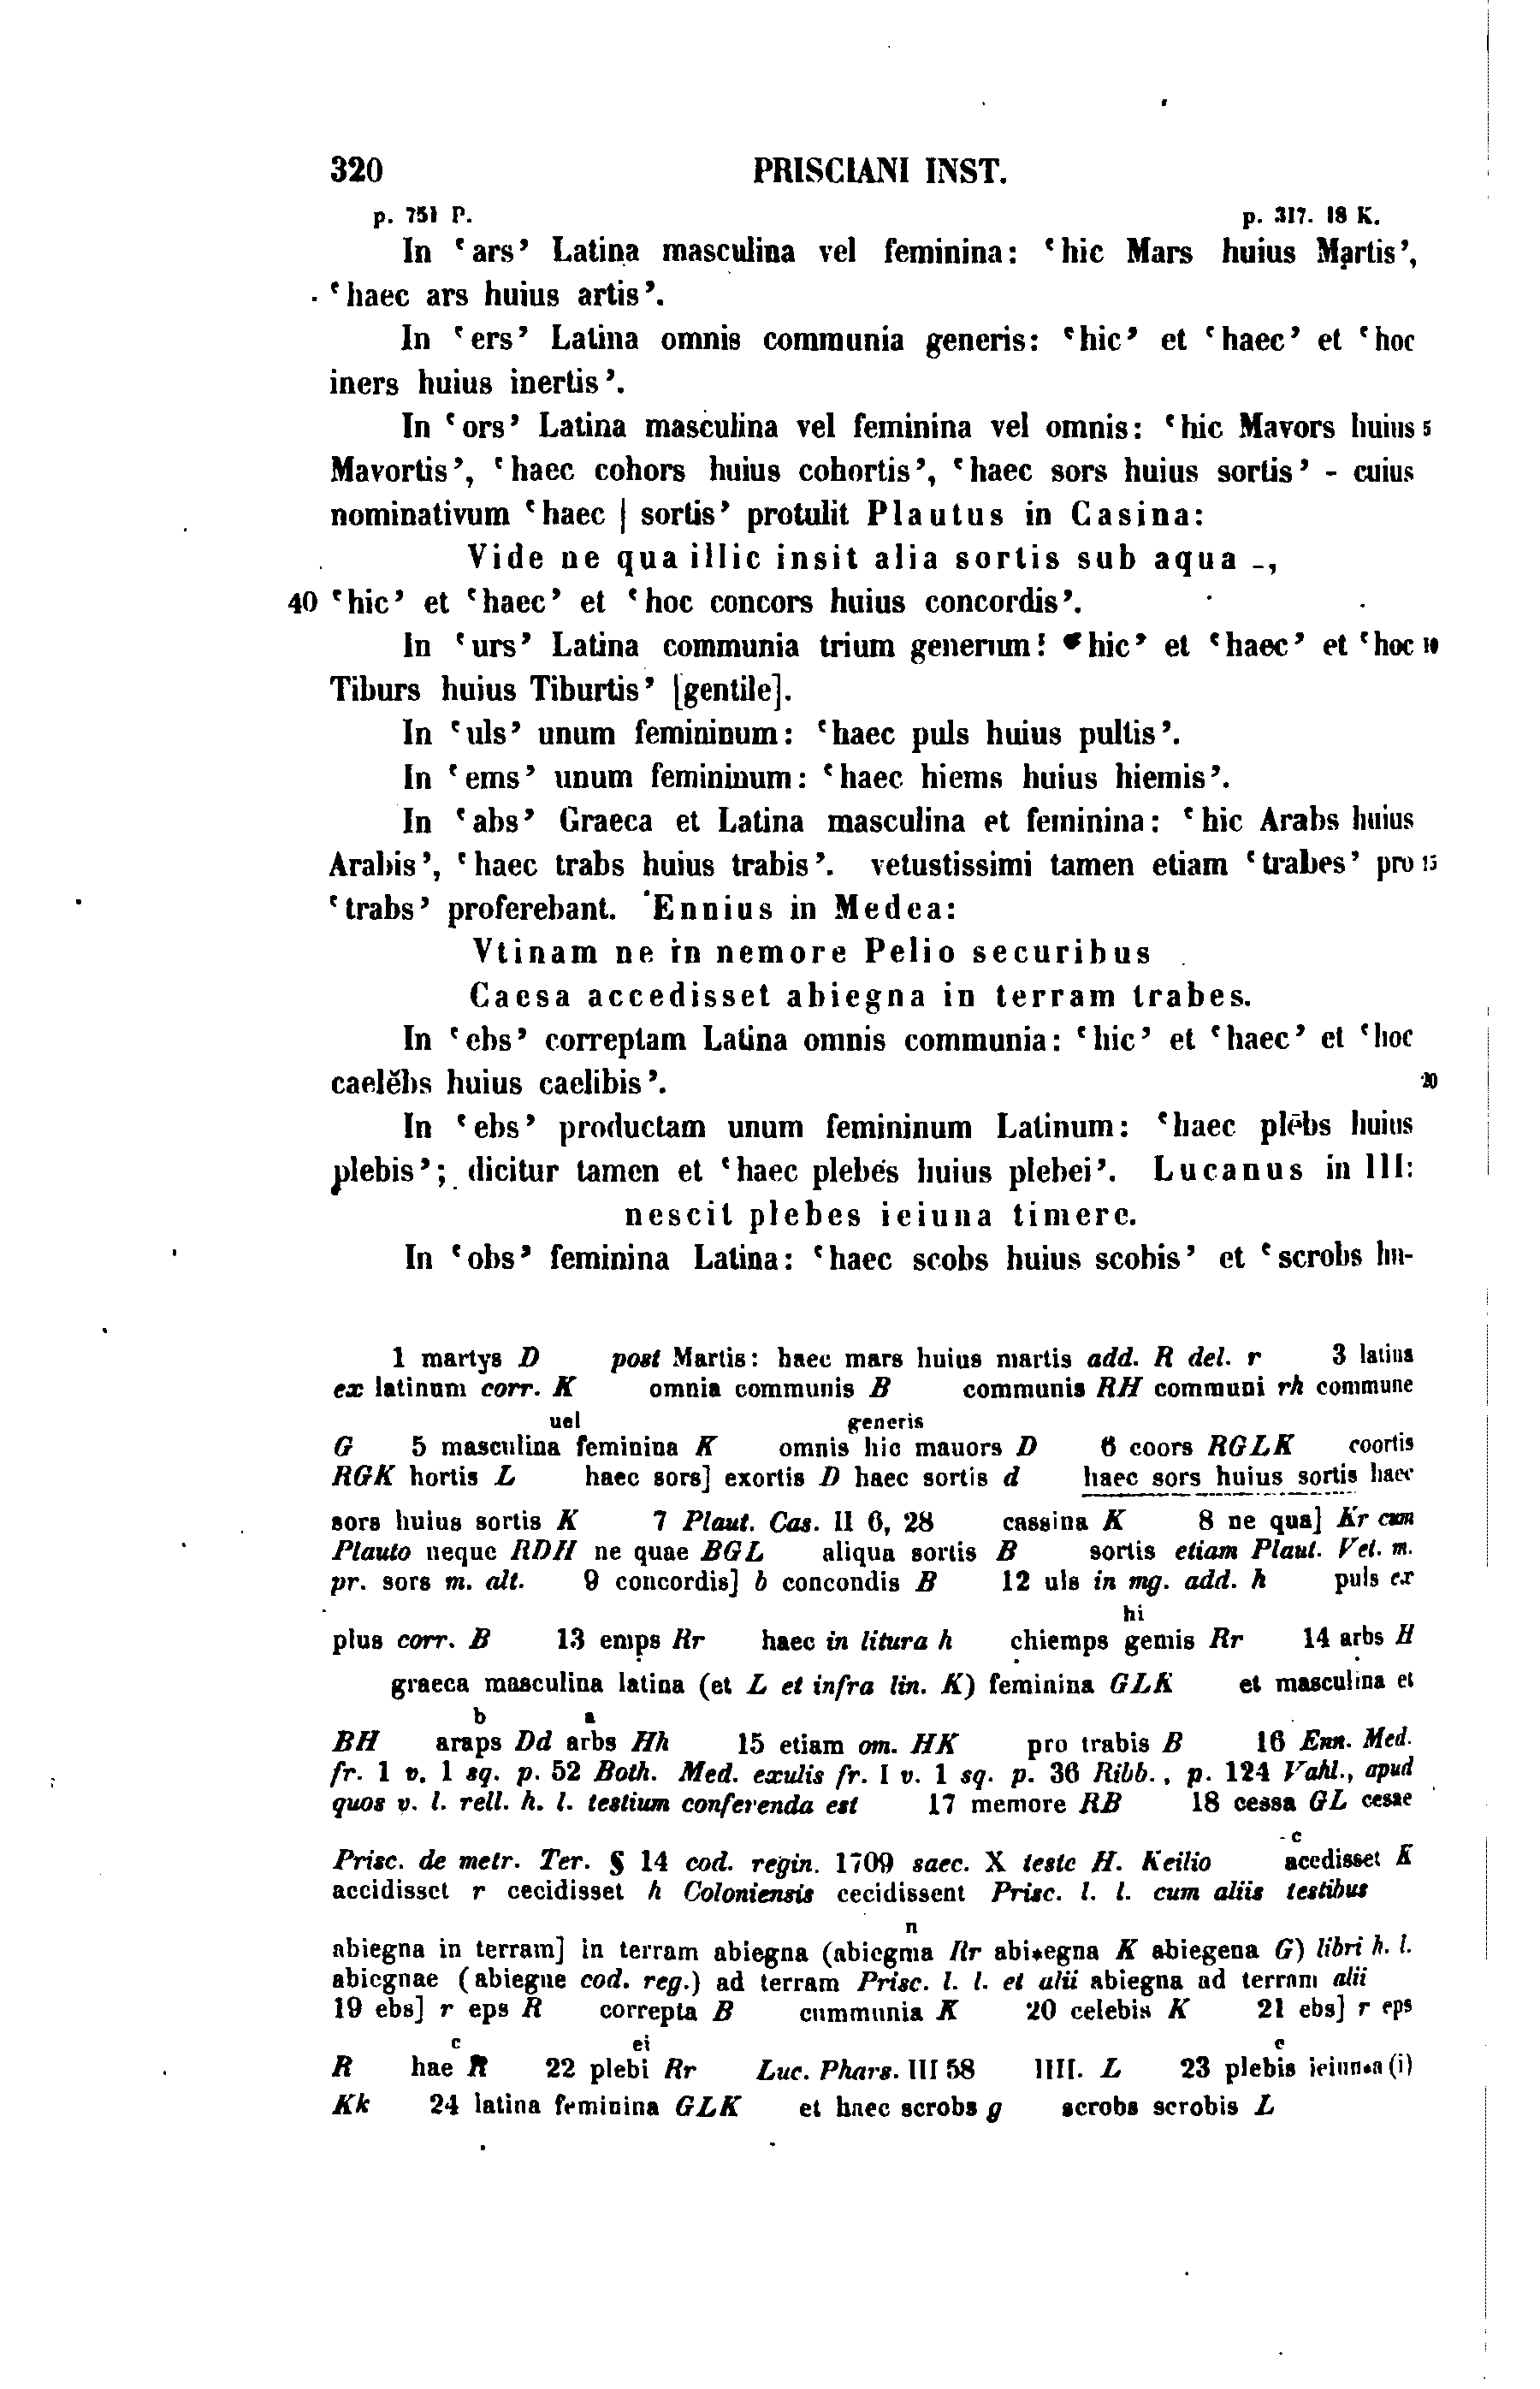 320 PRISCIANI INST.
p. 751 P. p. 317. 18 K.
In ‘ars’ Latina masculina vel feminina: ‘hic Mars huius Martis’,
‘haec ars huius artis’.
In ‘ers’ Latina omnis communia generis: ‘hic’ et ‘haec’ et ‘hoc
iners huius inertis’.
In ‘ors’ Latina masculina vel feminina vel omnis: ‘hic Mavors huius 5
Mavortis’, ‘haec cohors huius cohortis’, ‘haec sors huius sortis’ - cuius
nominativum ‘haec | sortis’ protulit Plautus in Casina:
Vide ne qua illic insit alia sortis sub aqua -,
40 ‘hic’ et ‘haec’ et ‘hoc concors huius concordis’.
In ‘urs’ Latina communia trium generum: ‘hic’ et ‘haec’ et ‘hoc 10
Tiburs huius Tiburtis’ [gentile].
In ‘uls’ unum femininum: ‘haec puls huius pultis’.
In ‘ems’ unum femininum: ‘haec hiems huius hiemis’.
In ‘abs’ Graeca et Latina masculina et feminina: ‘hic Arabs huius
Arabis’, ‘haec trabs huius trabis’. vetustissimi tamen etiam ‘trabes’ pro 15
‘trabs’ proferebant. Ennius in Medea:
Vtinam ne in nemore Pelio securibus
Caesa accedisset abiegna in terram trabes.
In ‘ebs’ correptam Latina omnis communia: ‘hic’ et ‘haec’ et ‘hoc
caelĕbs huius caelibis’. 20
In ‘ebs’ productam unum femininum Latinum: ‘haec plēbs huius
plebis’; dicitur tamen et ‘haec plebes huius plebei’. Lucanus in III:
nescit plebes ieiuna timere.
In ‘obs’ feminina Latina: ‘haec scobs huius scobis’ et ‘scrobs hu-
1 martys D post Martis: haec mars huius martis add. R del. r 3 latina
ex latinum corr. K omnia communis B communis RH communi rh commune
uel generis
G 5 masculina feminina K omnis hic mauors D 6 coors RGLK coortis
RGK hortis L haec sors] exortis D haec sortis d haec sors huius sortis haec
sors huius sortis K 7 Plaut. Cas. II 6, 28 cassina K 8 ne qua] Kr cum
Plauto neque RDH ne quae BGL aliqua sortis B sortis etiam Plaut. Vet. m.
pr. sors m. alt. 9 concordis] b concondis B 12 uls in mg. add. h puls ex
hi
plus corr. B 13 emps Rr haec in litura h chiemps gemis Rr 14 arbs H
graeca masculina latina (et L et infra lin. K) feminina GLK et masculina et
b a
BH araps Dd arbs Hh 15 etiam om. HK pro trabis B 16 Enn. Med.
fr. 1 v. 1 sq. p. 52 Both. Med. exulis fr. I v. 1 sq. p. 36 Ribb., p. 124 Vahl., apud
quos v. l. rell. h. l. testium conferenda est 17 memore RB 18 cessa GL cesae
c
Prisc. de metr. Ter. § 14 cod. regin. 1709 saec. X teste H. Keilio acedisset K
accidisset r cecidisset h Coloniensis cecidissent Prisc. l. l. cum aliis testibus
n
abiegna in terram] in terram abiegna (abiegma Rr abi*egna K abiegena G) libri h. l.
abiegnae (abiegne cod. reg.) ad terram Prisc. l. l. et alii abiegna ad terram alii
19 ebs] r eps R correpta B cummunia K 20 celebis K 21 ebs] r eps
c ei e
R hae R 22 plebi Rr Luc. Phars. III 58 IIII. L 23 plebis ieiun*a (i)
Kk 24 latina feminina GLK et haec scrobs g scrobs scrobis L